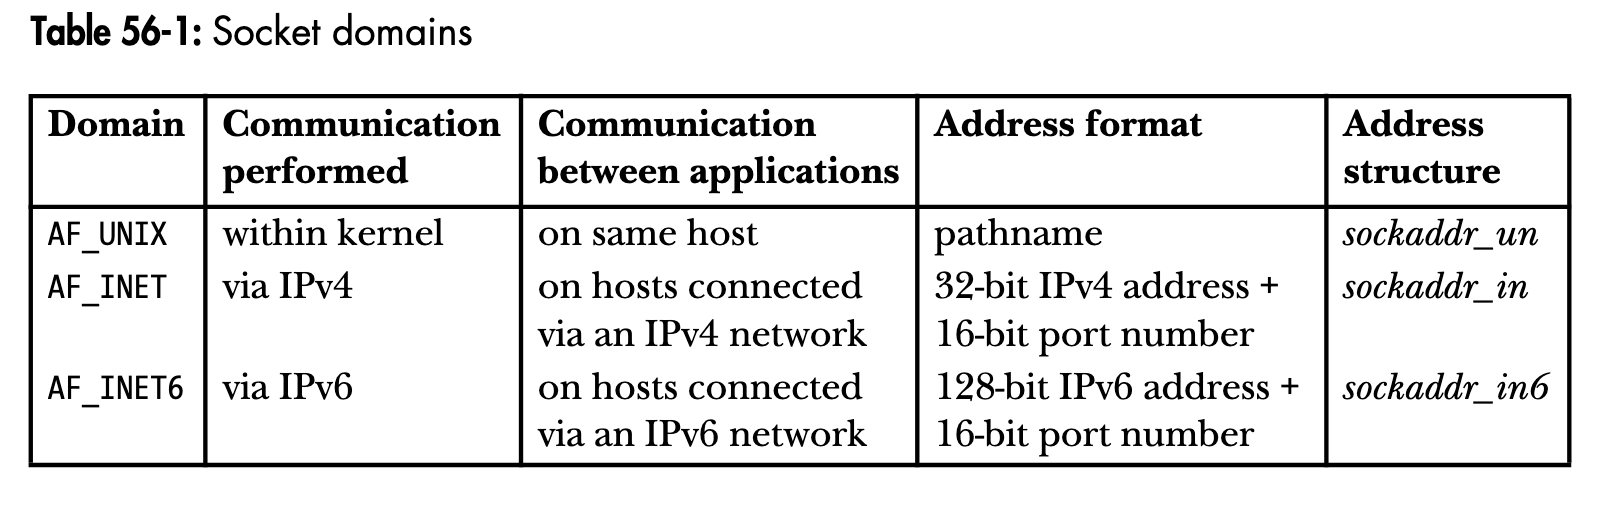 Table 56-1: Socket domains
Domain Communication performed Communication between applications Address format Address structure
AF_UNIX within kernel on same host pathname sockaddr_un
AF_INET via IPv4 on hosts connected via an IPv4 network 32-bit IPv4 address + 16-bit port number sockaddr_in
AF_INET6 via IPv6 on hosts connected via an IPv6 network 128-bit IPv6 address + 16-bit port number sockaddr_in6